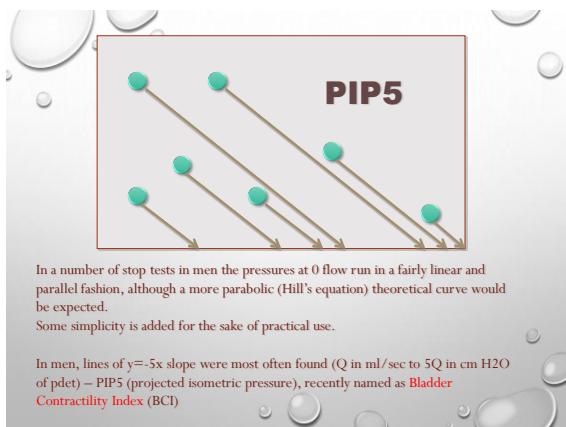 PIP5
In a number of stop tests in men the pressures at 0 flow run in a fairly linear and
parallel fashion, although a more parabolic (Hill's equation) theoretical curve would
be expected.
Some simplicity is added for the sake of practical use.
In men, lines of y=-5x slope were most often found (Q in ml/sec to 5Q in cm H2O
of pdet) – PIP5 (projected isometric pressure), recently named as Bladder
Contractility Index (BCI)